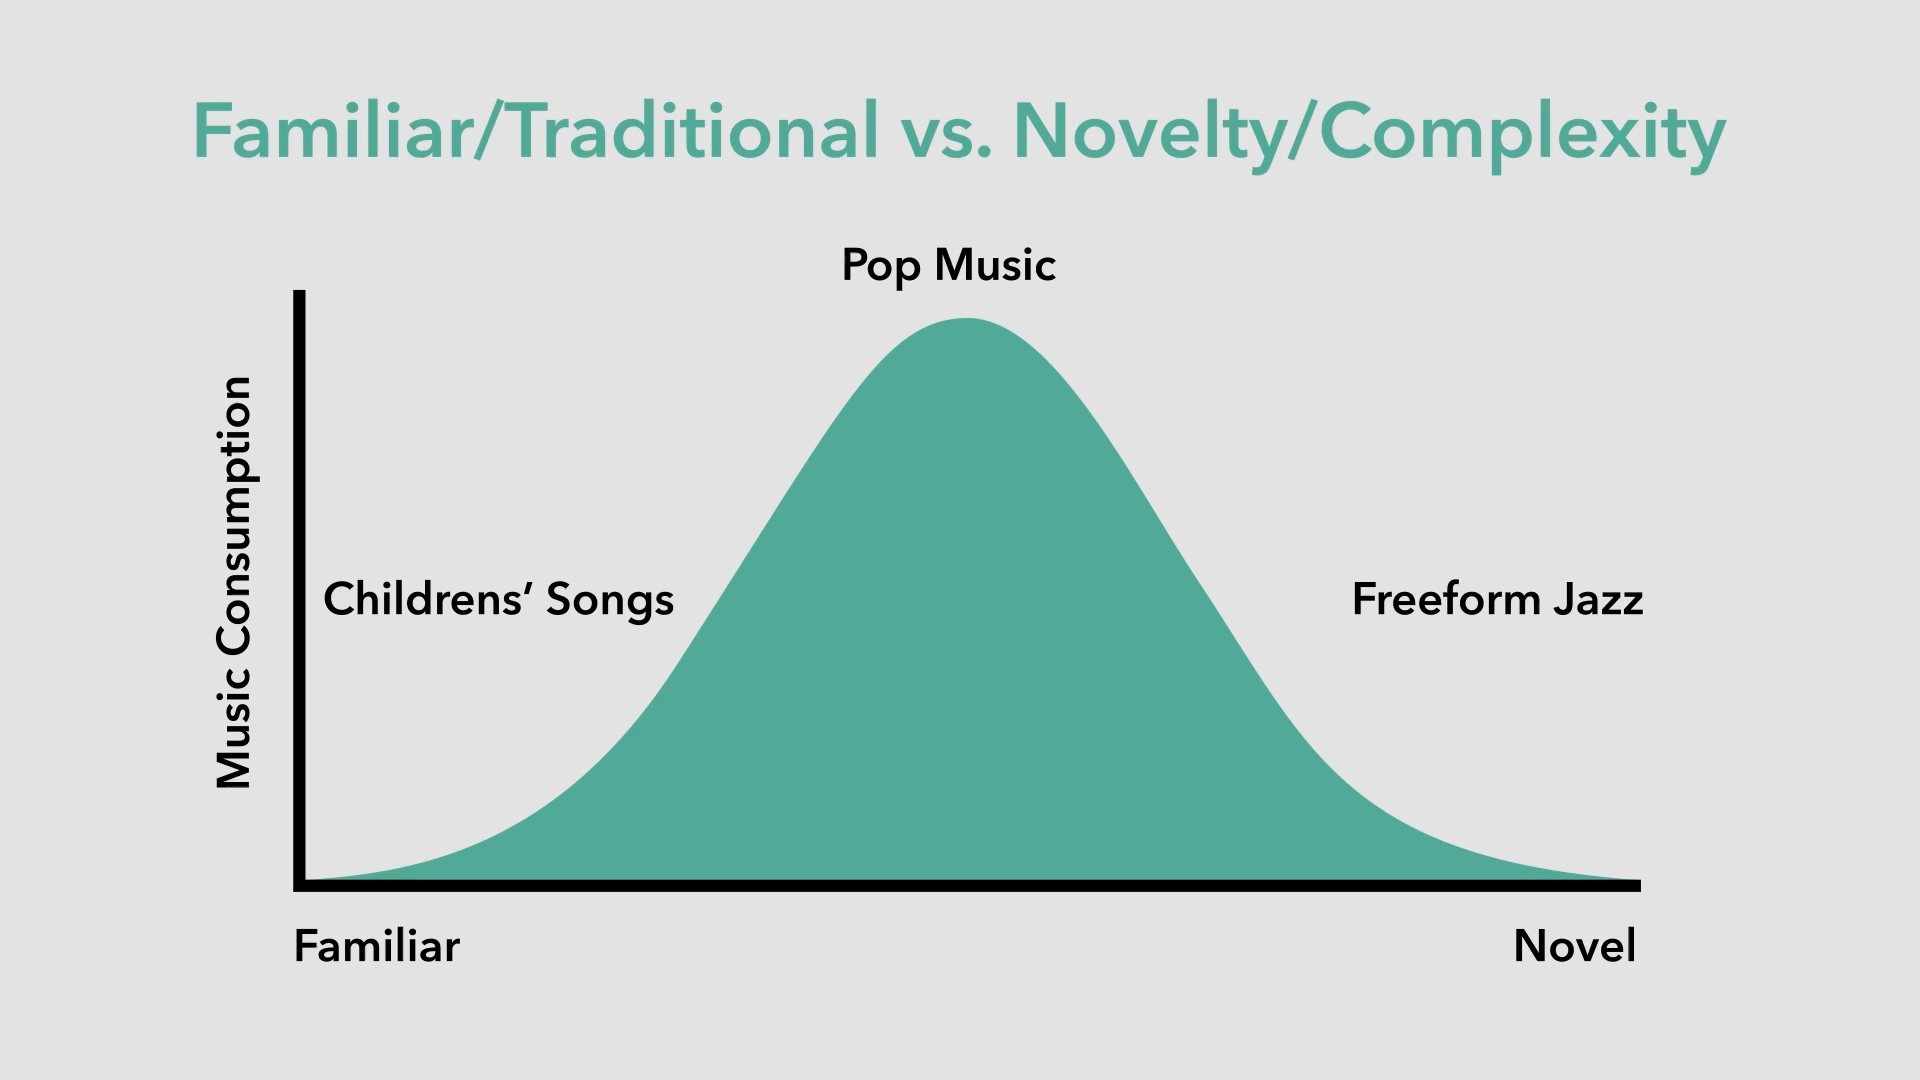 Familiar/Traditional vs. Novelty/Complexity
Pop Music
Music Consumption
Childrens’ Songs
Freeform Jazz
Familiar
Novel